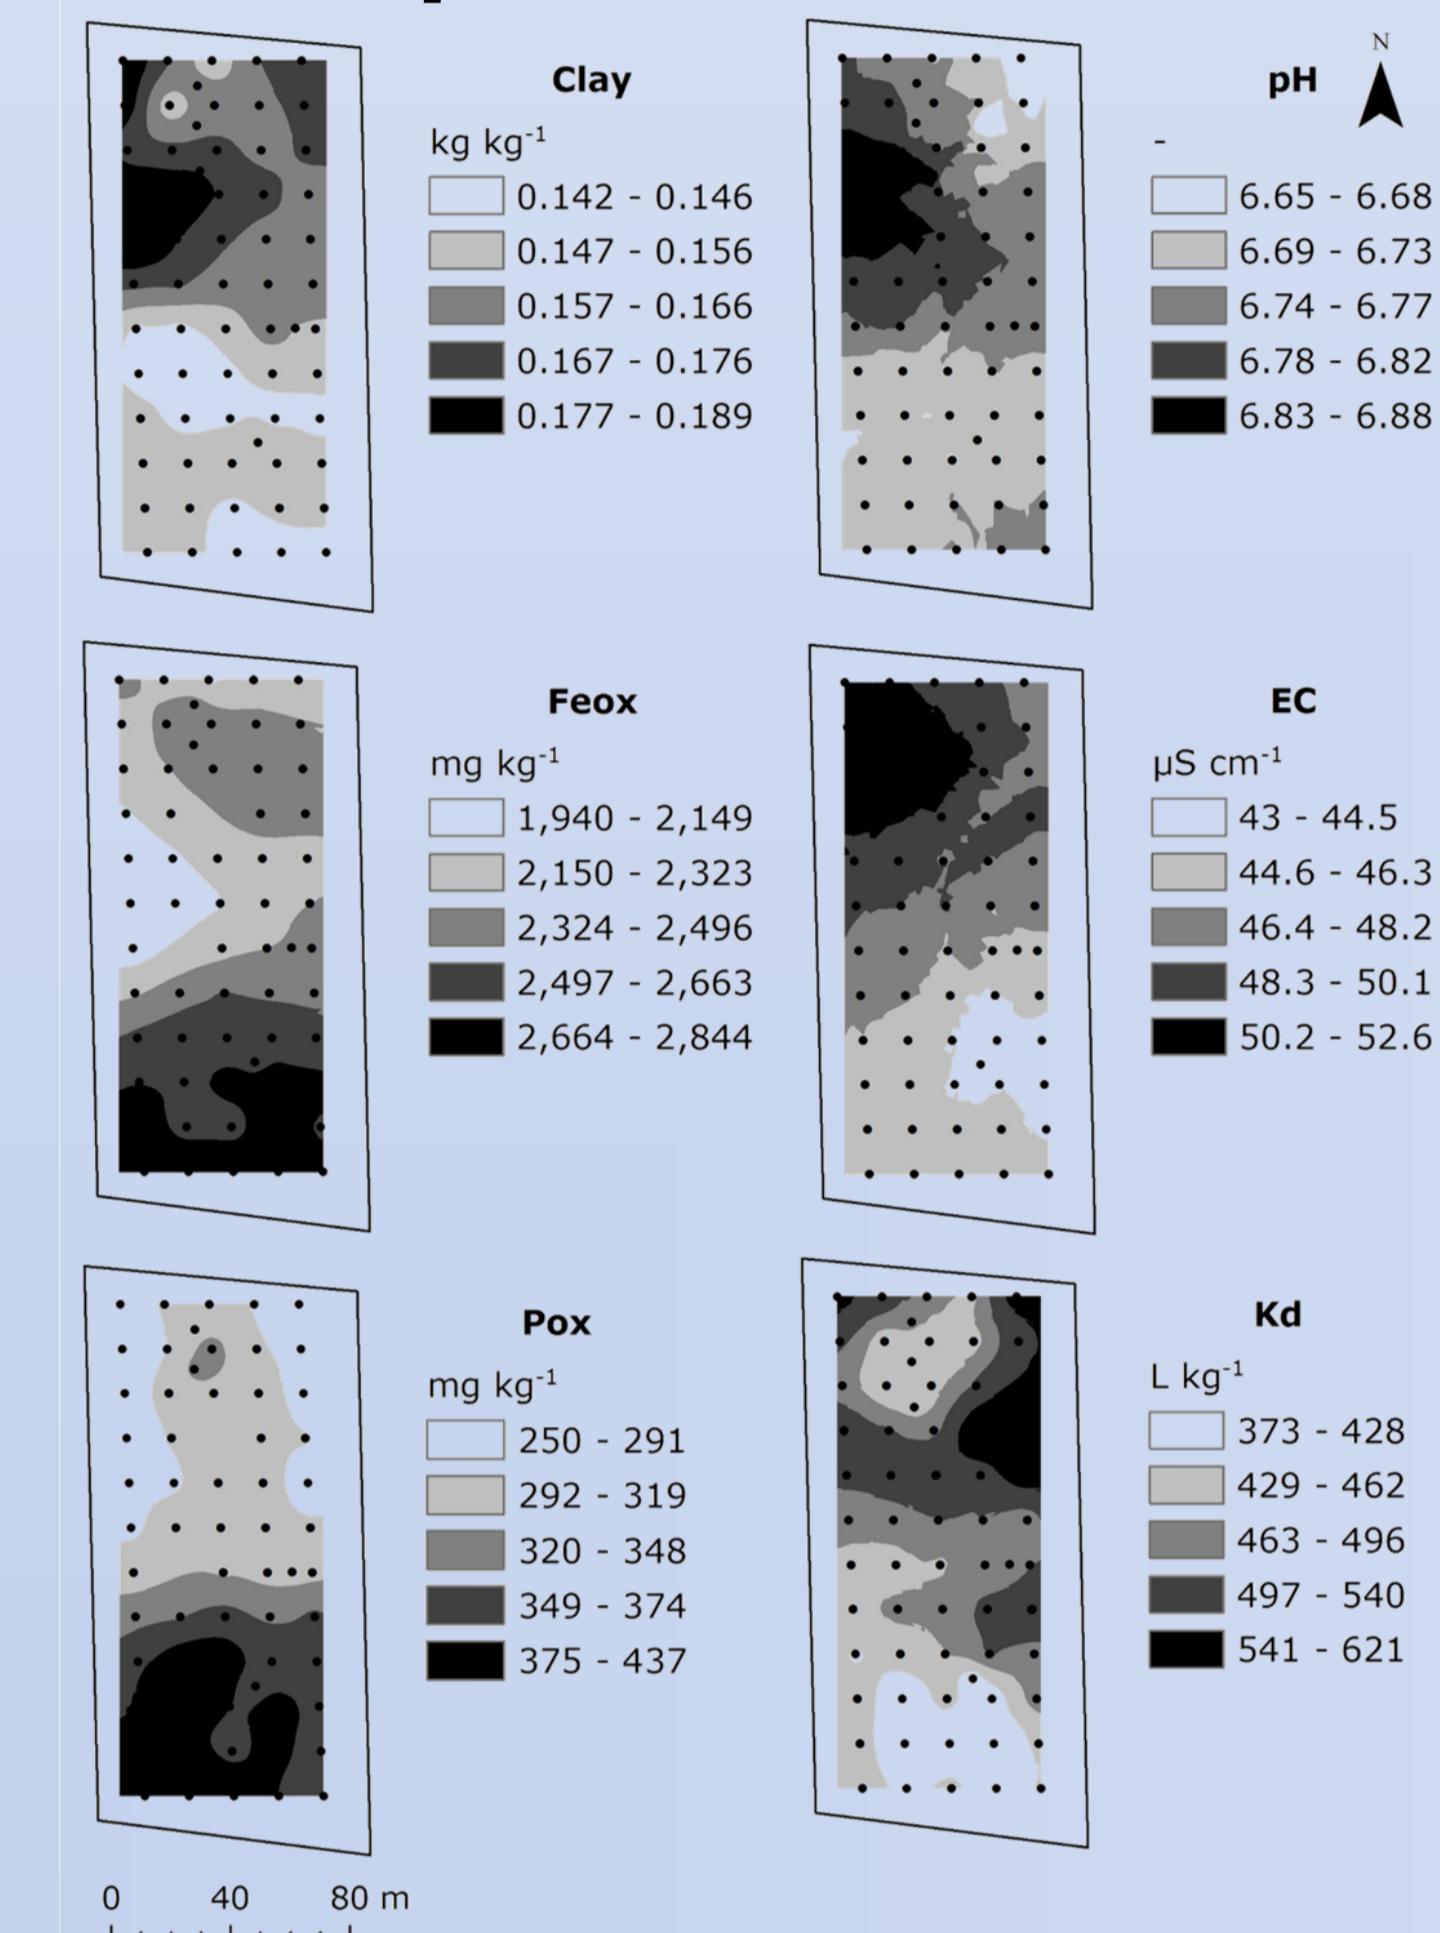 Clay
kg kg-1
0.142 - 0.146
0.147 - 0.156
0.157 - 0.166
0.167 - 0.176
0.177 - 0.189
pH
N
-
6.65 - 6.68
6.69 - 6.73
6.74 - 6.77
6.78 - 6.82
6.83 - 6.88
Feox
mg kg-1
1,940 - 2,149
2,150 - 2,323
2,324 - 2,496
2,497 - 2,663
2,664 - 2,844
EC
µS cm-1
43 - 44.5
44.6 - 46.3
46.4 - 48.2
48.3 - 50.1
50.2 - 52.6
Pox
mg kg-1
250 - 291
292 - 319
320 - 348
349 - 374
375 - 437
Kd
L kg-1
373 - 428
429 - 462
463 - 496
497 - 540
541 - 621
0 40 80 m